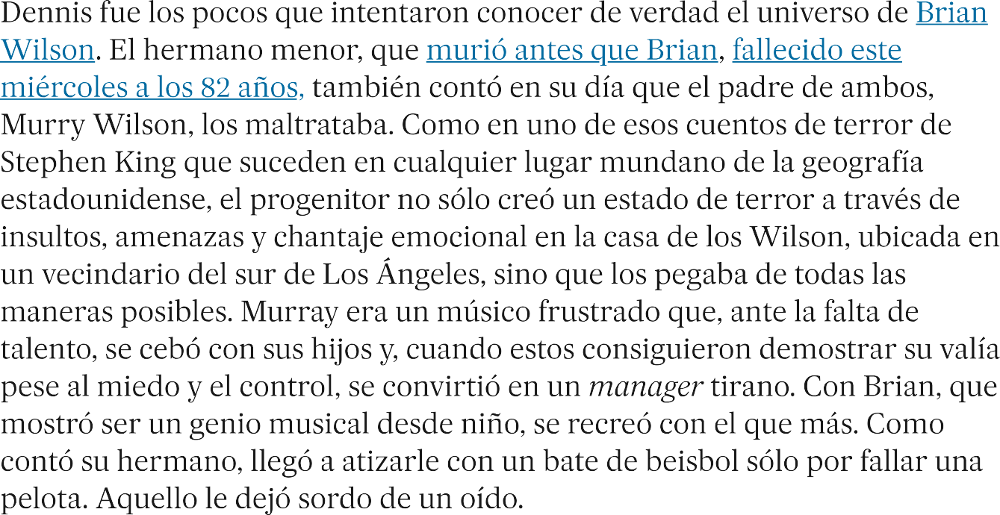 Dennis fue los pocos que intentaron conocer de verdad el universo de Brian
Wilson. El hermano menor, que murió antes que Brian, fallecido este
miércoles a los 82 años, también contó en su día que el padre de ambos,
Murry Wilson, los maltrataba. Como en uno de esos cuentos de terror de
Stephen King que suceden en cualquier lugar mundano de la geografía
estadounidense, el progenitor no sólo creó un estado de terror a través de
insultos, amenazas y chantaje emocional en la casa de los Wilson, ubicada en
un vecindario del sur de Los Ángeles, sino que los pegaba de todas las
maneras posibles. Murray era un músico frustrado que, ante la falta de
talento, se cebó con sus hijos y, cuando estos consiguieron demostrar su valía
pese al miedo y el control, se convirtió en un manager tirano. Con Brian, que
mostró ser un genio musical desde niño, se recreó con el que más. Como
contó su hermano, llegó a atizarle con un bate de beisbol sólo por fallar una
pelota. Aquello le dejó sordo de un oído.